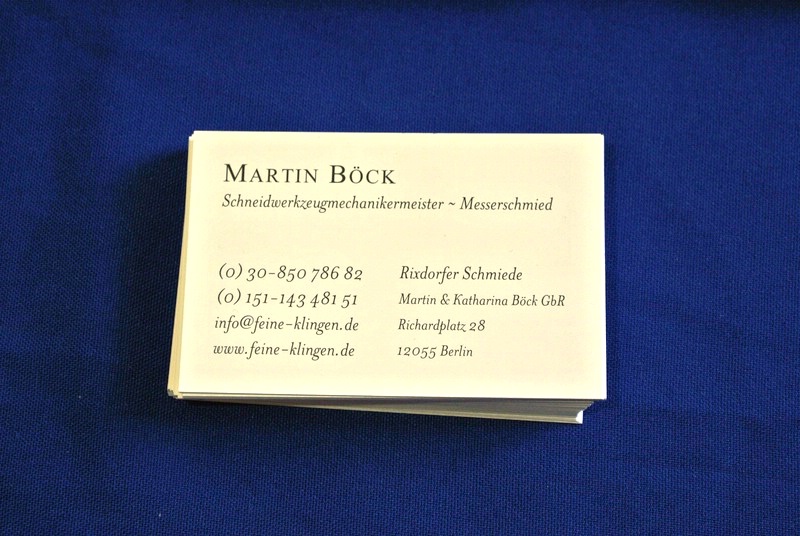 Martin Böck
Schneidwerkzeugmechanikermeister ~ Messerschmied
(0) 30-850 786 82
(0) 151-143 481 51
info@feine-klingen.de
www.feine-klingen.de
Rixdorfer Schmiede
Martin & Katharina Böck GbR
Richardplatz 28
12055 Berlin